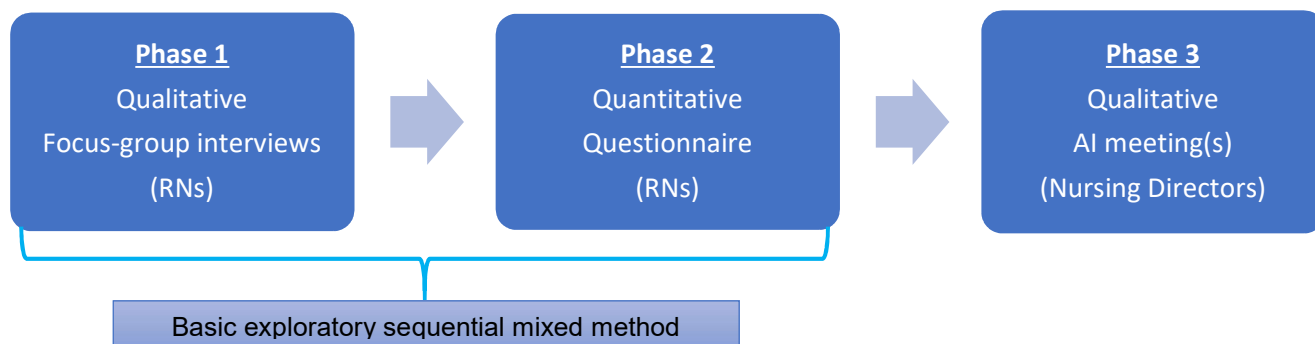 Phase 1
Qualitative
Focus-group interviews
(RNs)
Phase 2
Quantitative
Questionnaire
(RNs)
Phase 3
Qualitative
AI meeting(s)
(Nursing Directors)
Basic exploratory sequential mixed method